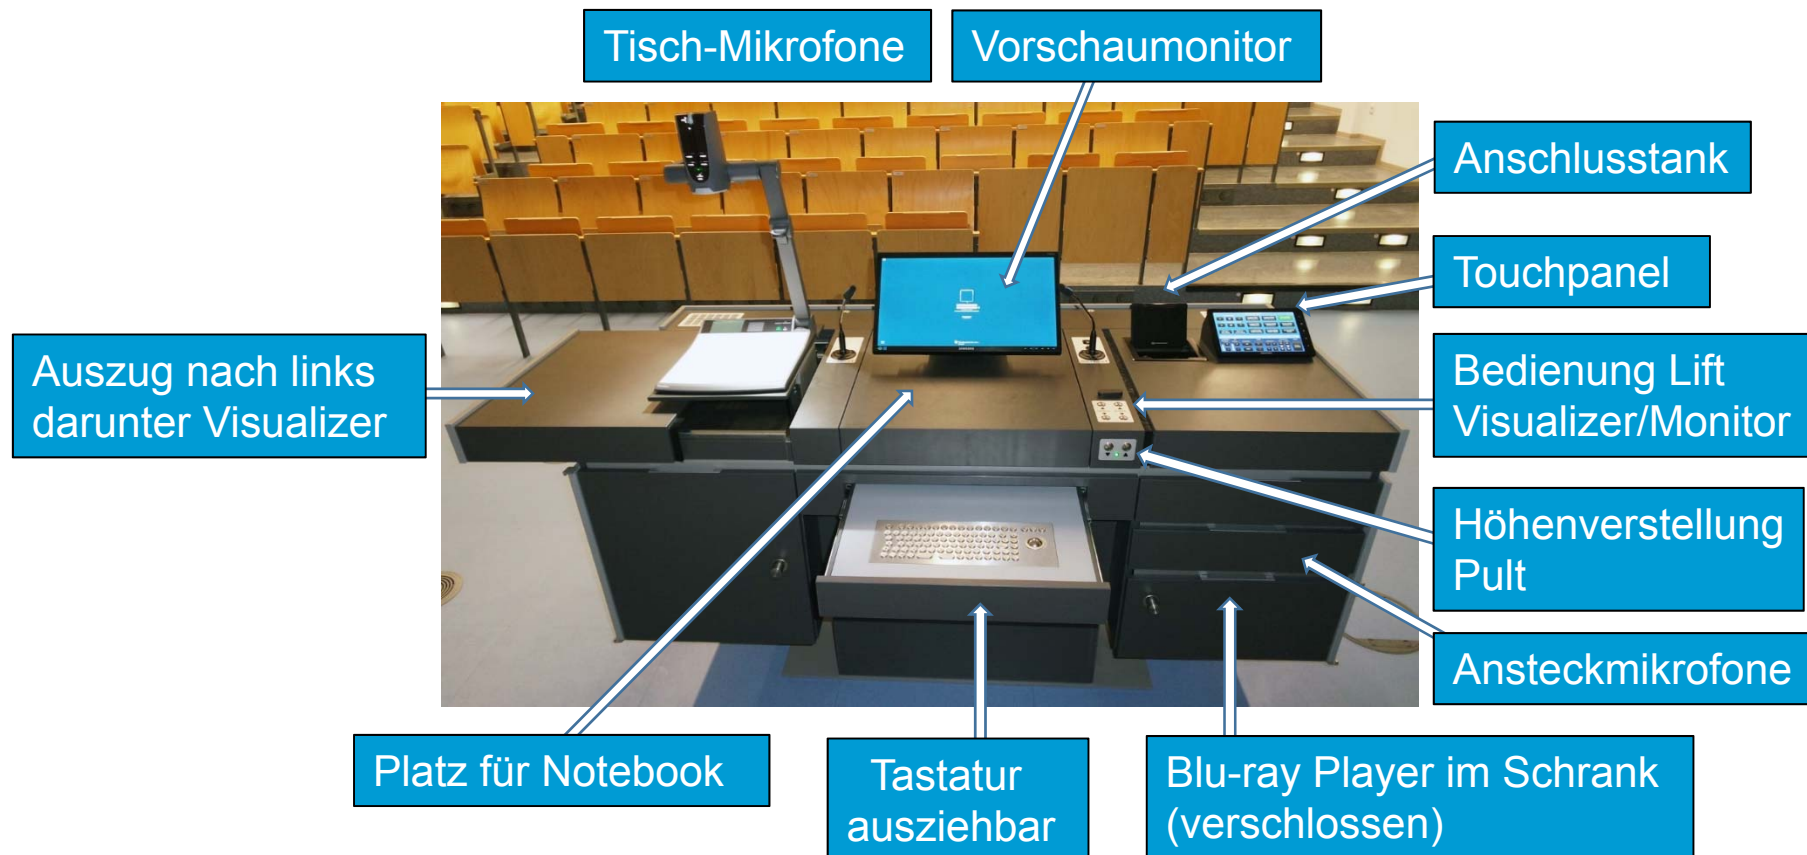 Tisch-Mikrofone
Vorschaumonitor
Anschlusstank
Touchpanel
Auszug nach links
darunter Visualizer
Bedienung Lift
Visualizer/Monitor
Höhenverstellung
Pult
Ansteckmikrofone
Platz für Notebook
Tastatur
ausziehbar
Blu-ray Player im Schrank
(verschlossen)